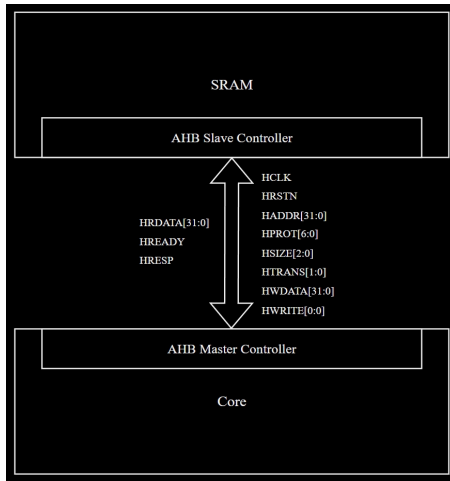 SRAM
AHB Slave Controller
HRDATA[31:0]
HREADY
HRESP
HCLK
HRSTN
HADDR[31:0]
HPROT[6:0]
HSIZE[2:0]
HTRANS[1:0]
HWDATA[31:0]
HWRITE[0:0]
AHB Master Controller
Core